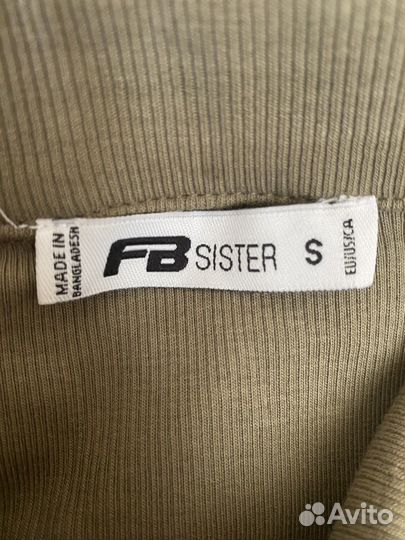 MADE IN
BANGLADESH
FB SISTER
S
EU/US/CA
Avito